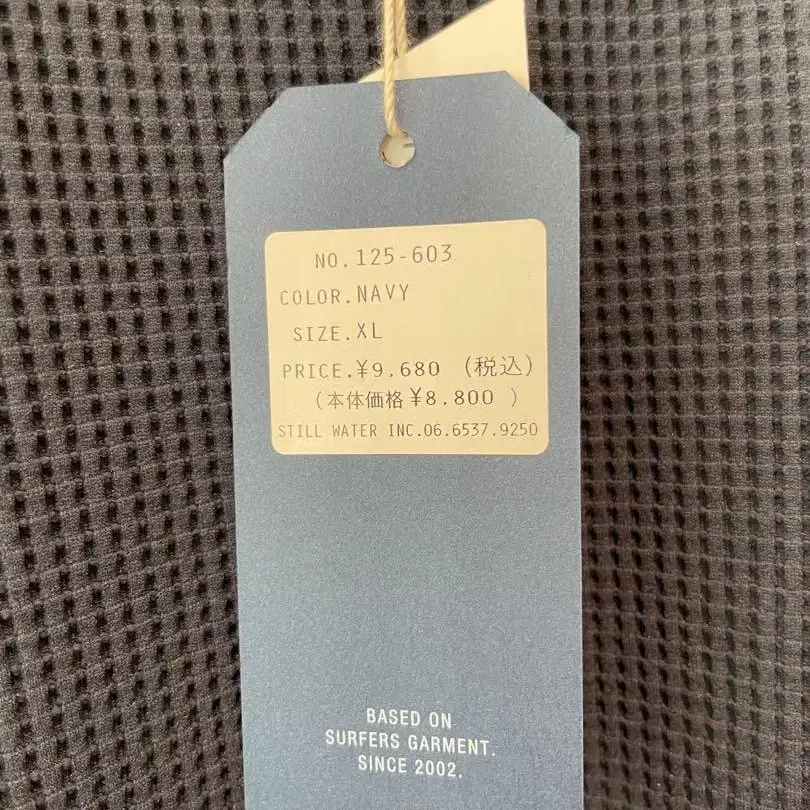 NO.125-603
COLOR.NAVY
SIZE.XL
PRICE.¥9.680 (税込)
(本体価格¥8,800 )
STILL WATER INC.06.6537.9250
BASED ON
SURFERS GARMENT.
SINCE 2002.